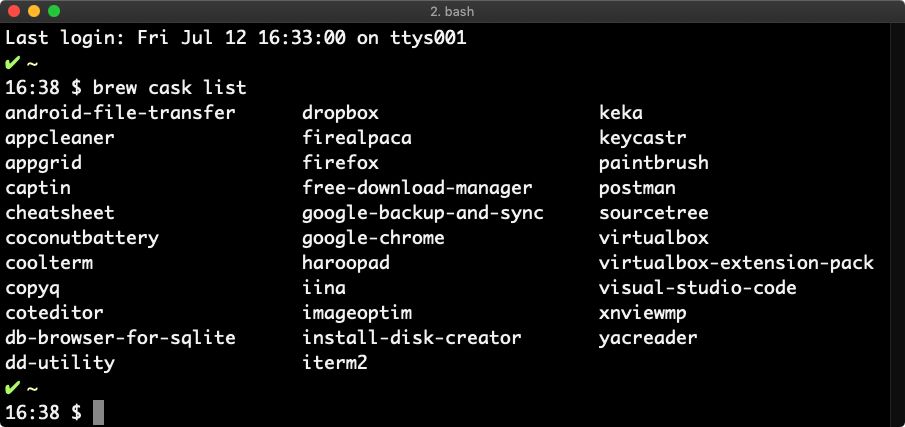 2. bash
Last login: Fri Jul 12 16:33:00 on ttys001
✔ ~
16:38 $ brew cask list
android-file-transfer dropbox keka
appcleaner firealpaca keycastr
appgrid firefox paintbrush
captin free-download-manager postman
cheatsheet google-backup-and-sync sourcetree
coconutbattery google-chrome virtualbox
coolterm haroopad virtualbox-extension-pack
copyq iina visual-studio-code
coteditor imageoptim xnviewmp
db-browser-for-sqlite install-disk-creator yacreader
dd-utility iterm2
✔ ~
16:38 $